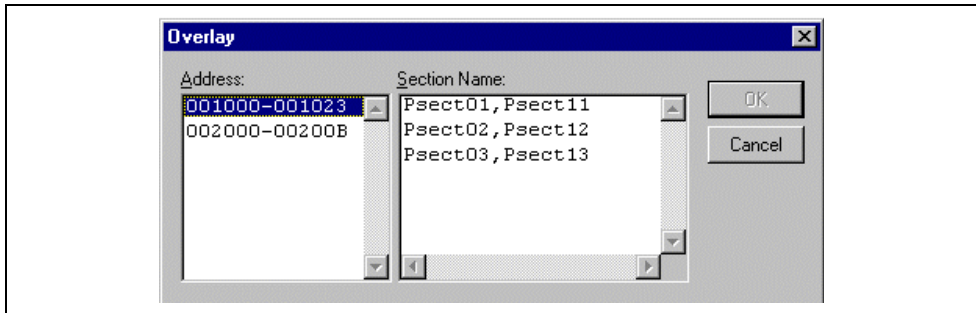 Overlay
Address:
Section Name:
001000-001023
002000-00200B
Psect01,Psect11
Psect02,Psect12
Psect03,Psect13
OK
Cancel